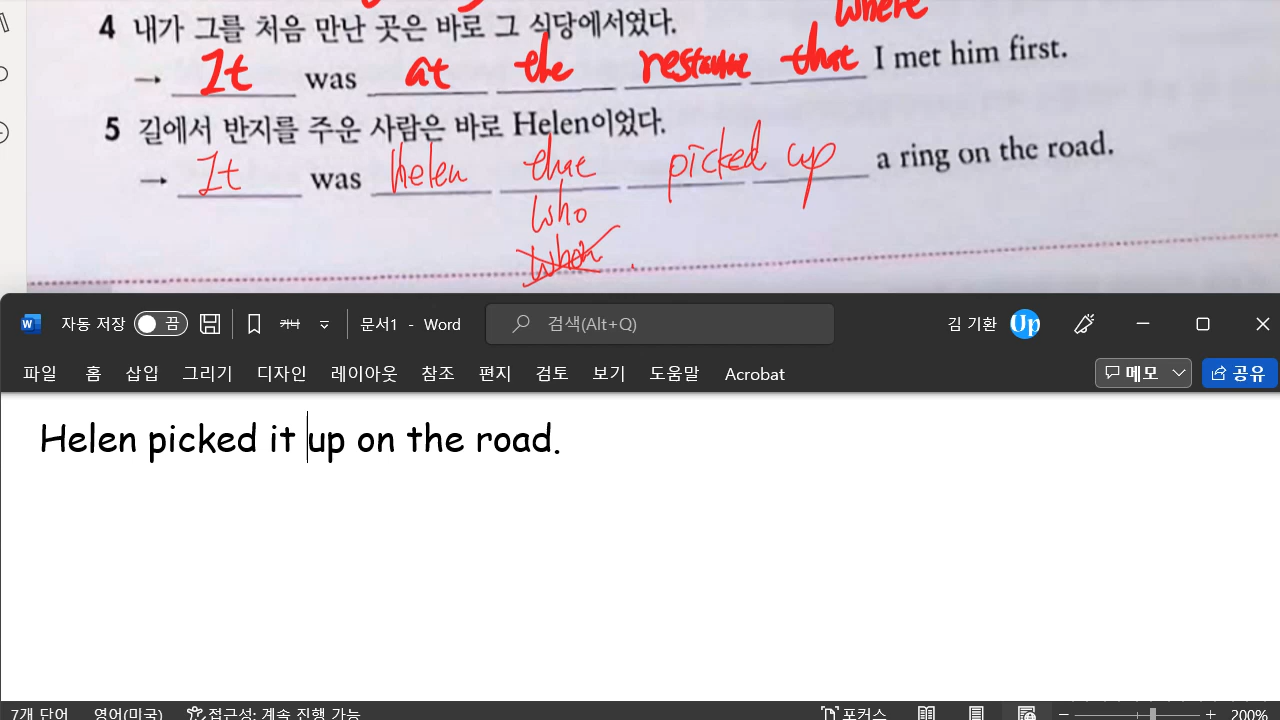 where
4 내가 그를 처음 만난 곳은 바로 그 식당에서였다.
→ It was at the restaurant that I met him first.
5 길에서 반지를 주운 사람은 바로 Helen이었다.
→ It was Helen that picked up a ring on the road.
who
when
자동 저장 끔 문서1 - Word 검색(Alt+Q) 김 기환 Up
파일 홈 삽입 그리기 디자인 레이아웃 참조 편지 검토 보기 도움말 Acrobat 메모 공유
Helen picked it up on the road.
7개 단어 영어(미국) 접근성: 계속 진행 가능 포커스 200%